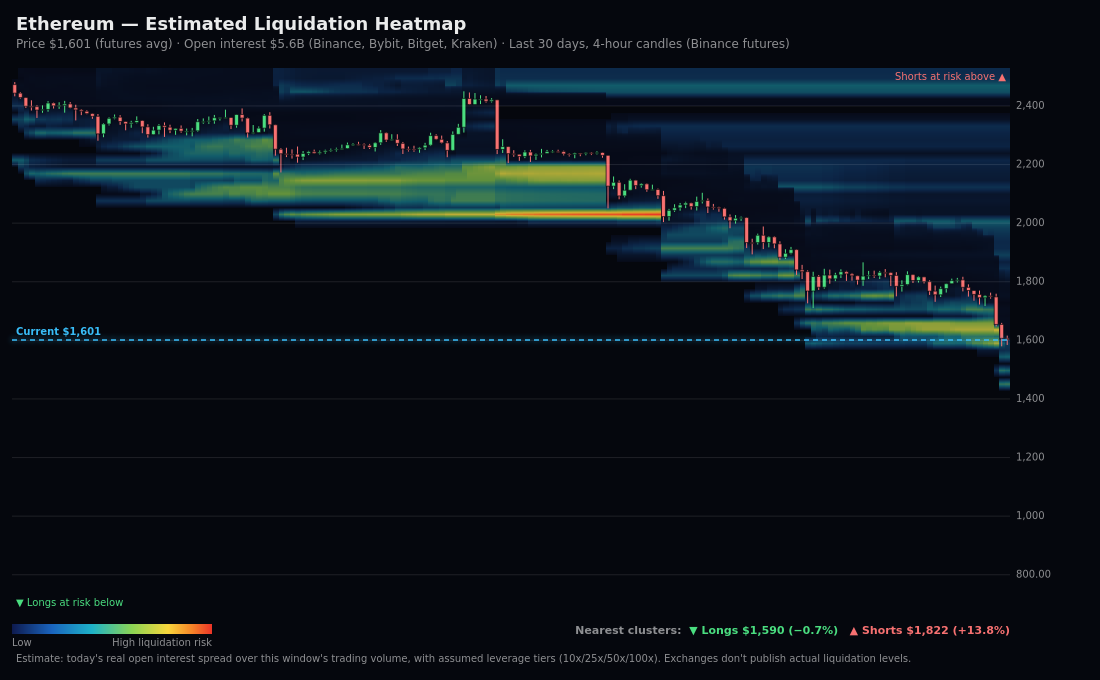 Ethereum — Estimated Liquidation Heatmap
Price $1,601 (futures avg) · Open interest $5.6B (Binance, Bybit, Bitget, Kraken) · Last 30 days, 4-hour candles (Binance futures)
Shorts at risk above ▲
2,400
2,200
2,000
1,800
Current $1,601
1,600
1,400
1,200
1,000
800.00
▼ Longs at risk below
Nearest clusters: ▼ Longs $1,590 (−0.7%) ▲ Shorts $1,822 (+13.8%)
Low High liquidation risk
Estimate: today's real open interest spread over this window's trading volume, with assumed leverage tiers (10x/25x/50x/100x). Exchanges don't publish actual liquidation levels.